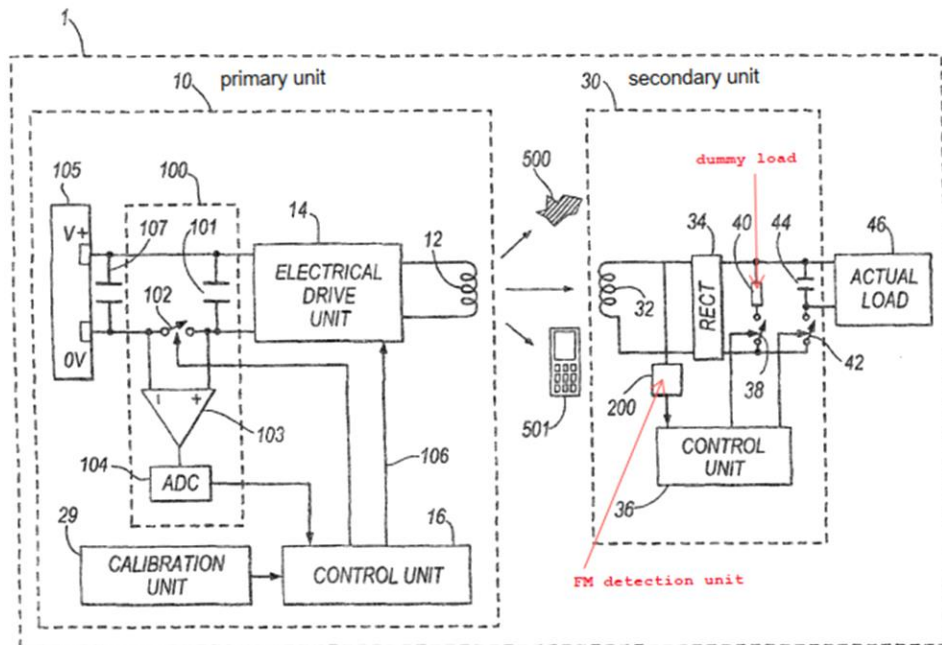 1
10 primary unit
secondary unit
30
dummy load
105
100
V+
107
101
102
0V
14
ELECTRICAL
DRIVE
UNIT
12
500
501
32
34
RECT
40
44
46
ACTUAL
LOAD
38
42
200
- +
103
104
ADC
106
CONTROL
UNIT
36
29
CALIBRATION
UNIT
16
CONTROL UNIT
FM detection unit